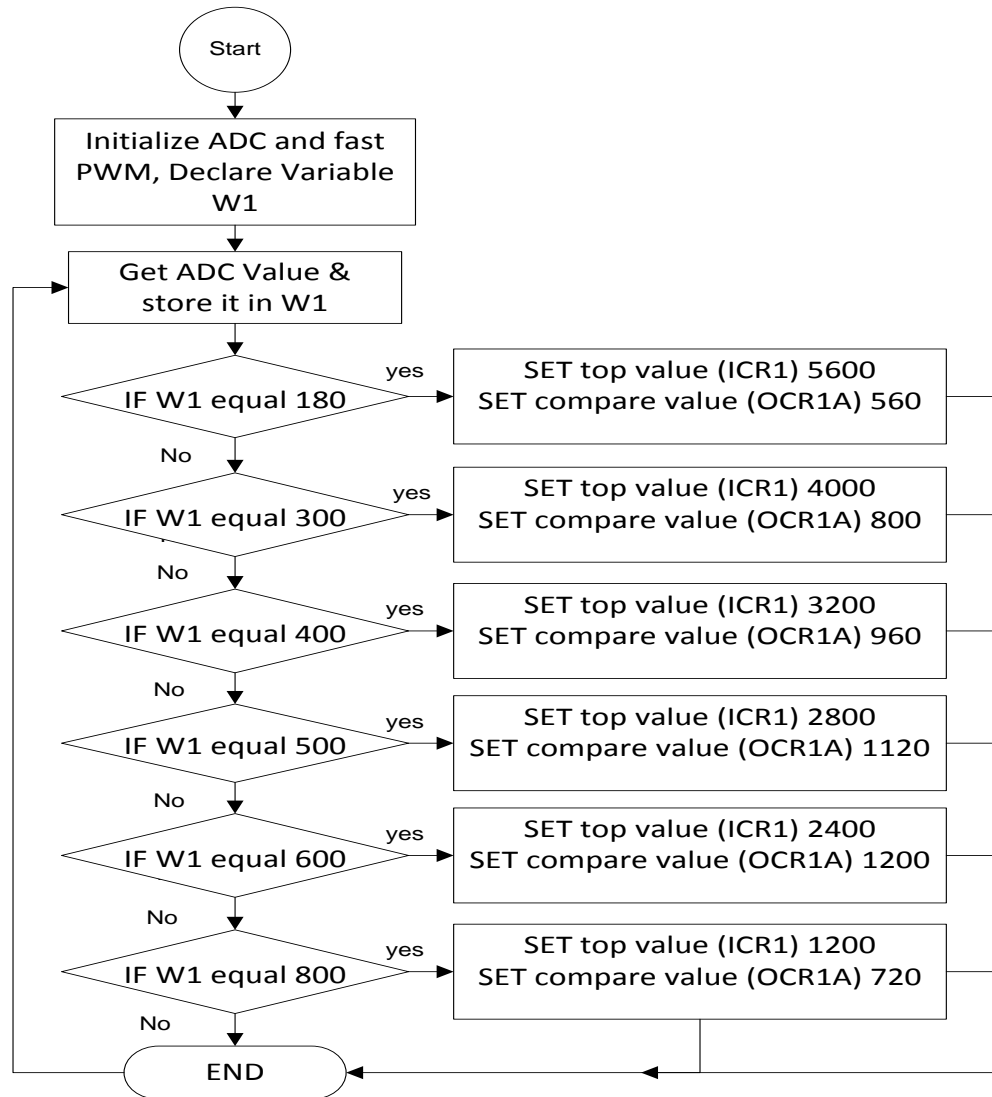 Start
Initialize ADC and fast
PWM, Declare Variable
W1
Get ADC Value &
store it in W1
IF W1 equal 180
yes
SET top value (ICR1) 5600
SET compare value (OCR1A) 560
No
IF W1 equal 300
yes
SET top value (ICR1) 4000
SET compare value (OCR1A) 800
No
IF W1 equal 400
yes
SET top value (ICR1) 3200
SET compare value (OCR1A) 960
No
IF W1 equal 500
yes
SET top value (ICR1) 2800
SET compare value (OCR1A) 1120
No
IF W1 equal 600
yes
SET top value (ICR1) 2400
SET compare value (OCR1A) 1200
No
IF W1 equal 800
yes
SET top value (ICR1) 1200
SET compare value (OCR1A) 720
No
END